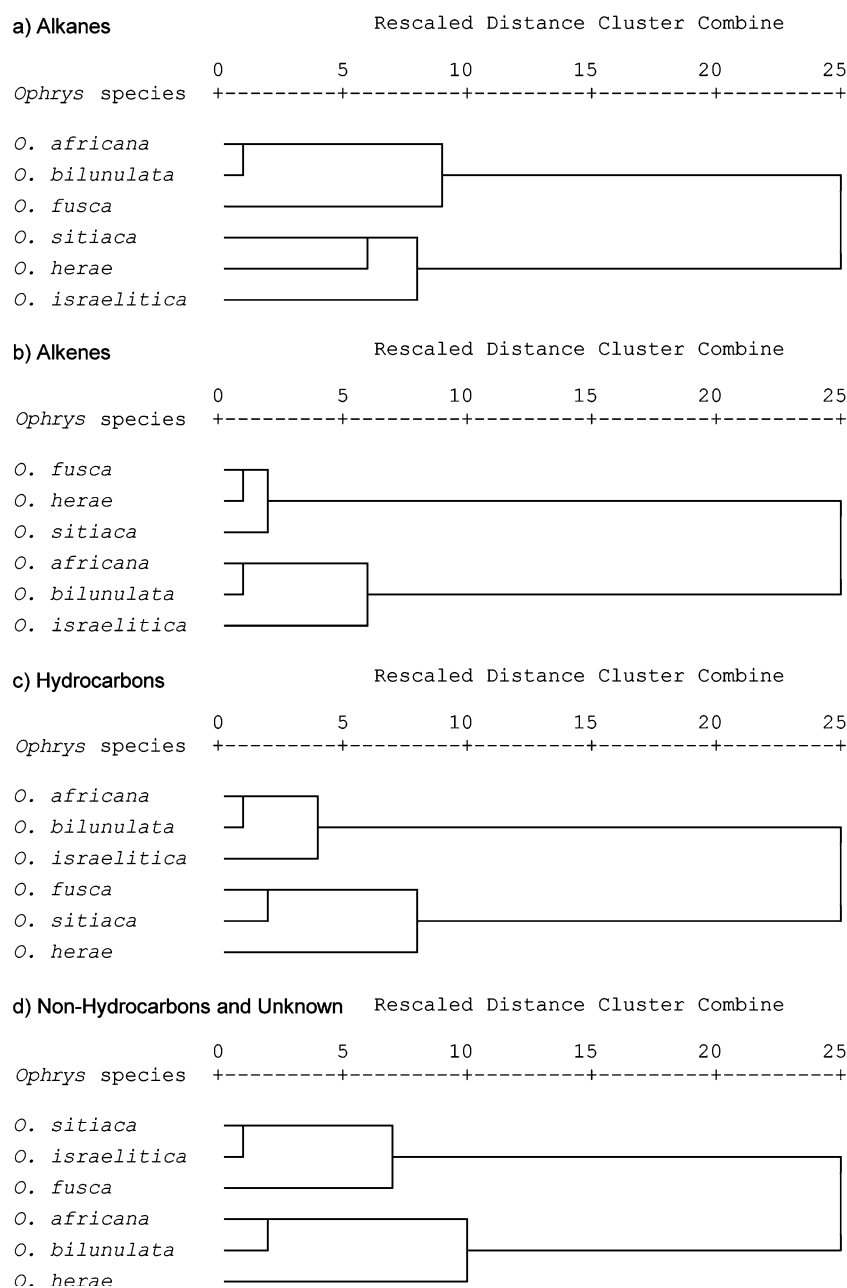 a) Alkanes Rescaled Distance Cluster Combine
0 5 10 15 20 25
Ophrys species +---------+---------+---------+---------+---------+
O. africana
O. bilunulata
O. fusca
O. sitiaca
O. herae
O. israelitica
b) Alkenes Rescaled Distance Cluster Combine
0 5 10 15 20 25
Ophrys species +---------+---------+---------+---------+---------+
O. fusca
O. herae
O. sitiaca
O. africana
O. bilunulata
O. israelitica
c) Hydrocarbons Rescaled Distance Cluster Combine
0 5 10 15 20 25
Ophrys species +---------+---------+---------+---------+---------+
O. africana
O. bilunulata
O. israelitica
O. fusca
O. sitiaca
O. herae
d) Non-Hydrocarbons and Unknown Rescaled Distance Cluster Combine
0 5 10 15 20 25
Ophrys species +---------+---------+---------+---------+---------+
O. sitiaca
O. israelitica
O. fusca
O. africana
O. bilunulata
O. herae